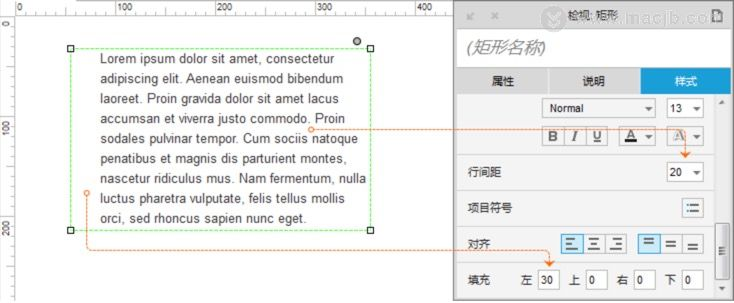 0 100 200 300 400
0
100
200
Lorem ipsum dolor sit amet, consectetur
adipiscing elit. Aenean euismod bibendum
laoreet. Proin gravida dolor sit amet lacus
accumsan et viverra justo commodo. Proin
sodales pulvinar tempor. Cum sociis natoque
penatibus et magnis dis parturient montes,
nascetur ridiculus mus. Nam fermentum, nulla
luctus pharetra vulputate, felis tellus mollis
orci, sed rhoncus sapien nunc eget.
检视: 矩形
www.macjb.com
(矩形名称)
属性 说明 样式
Normal 13
B I U A A
行间距 20
项目符号
对齐
填充 左 30 上 0 右 0 下 0